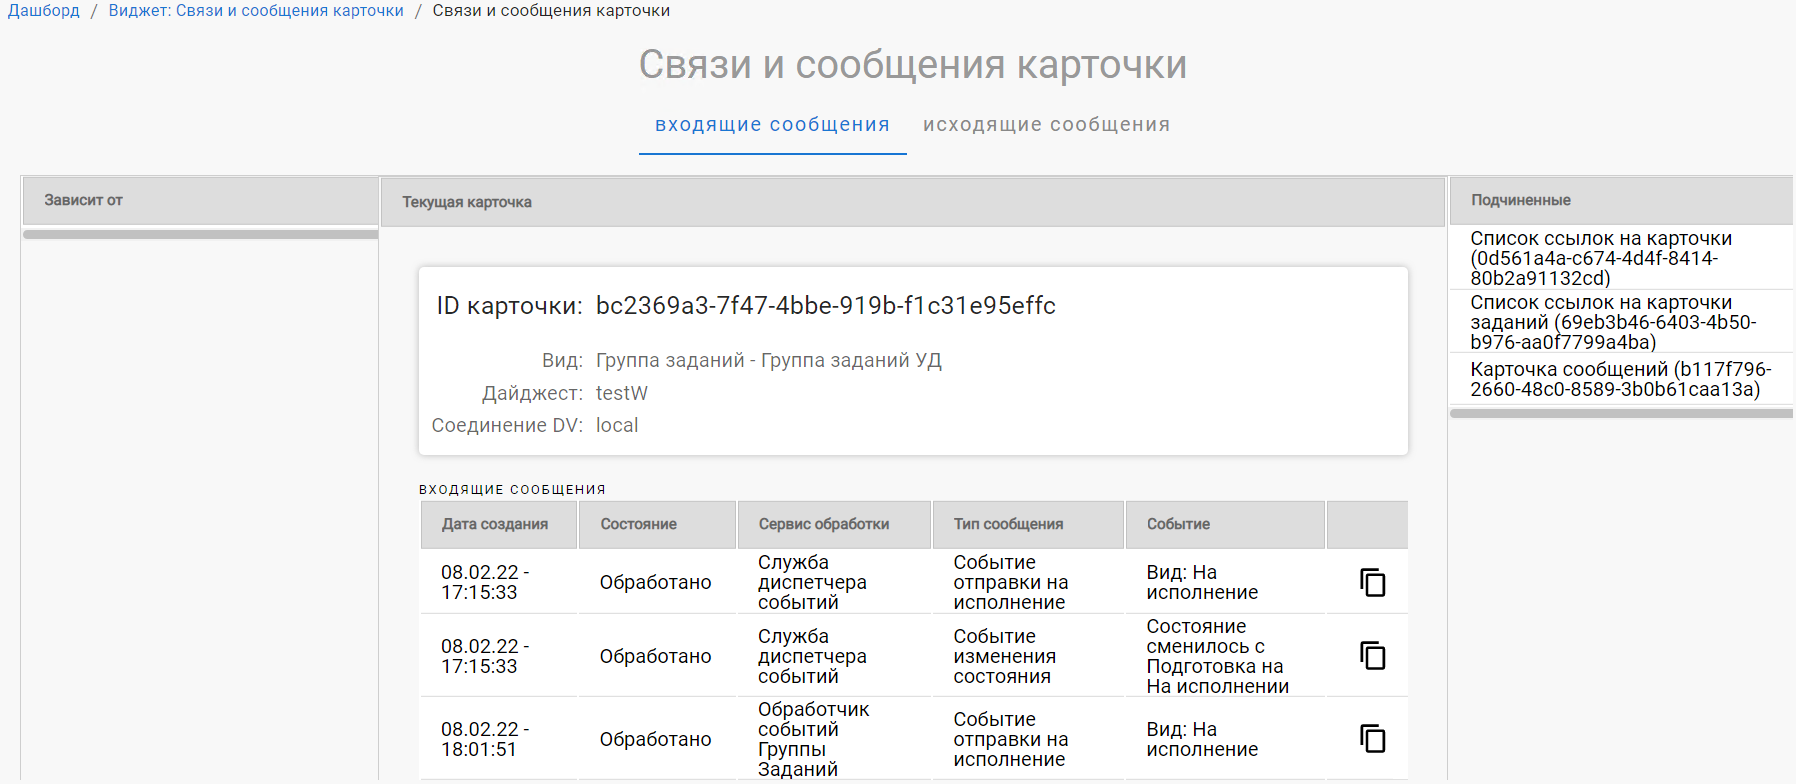 Дашборд / Виджет: Связи и сообщения карточки / Связи и сообщения карточки
Связи и сообщения карточки
входящие сообщения исходящие сообщения
Зависит от
Текущая карточка
ID карточки: bc2369a3-7f47-4bbe-919b-f1c31e95effc
Вид: Группа заданий - Группа заданий УД
Дайджест: testW
Соединение DV: local
ВХОДЯЩИЕ СООБЩЕНИЯ
Дата создания Состояние Сервис обработки Тип сообщения Событие
08.02.22 -
17:15:33
Обработано
Служба
диспетчера
событий
Событие
отправки на
исполнение
Вид: На
исполнение
08.02.22 -
17:15:33
Обработано
Служба
диспетчера
событий
Событие
изменения
состояния
Состояние
сменилось с
Подготовка на
На исполнении
08.02.22 -
18:01:51
Обработано
Обработчик
событий
Группы
Заданий
Событие
отправки на
исполнение
Вид: На
исполнение
Подчиненные
Список ссылок на карточки
(0d561a4a-c674-4d4f-8414-
80b2a91132cd)
Список ссылок на карточки
заданий (69eb3b46-6403-4b50-
b976-aa0f7799a4ba)
Карточка сообщений (b117f796-
2660-48c0-8589-3b0b61caa13a)